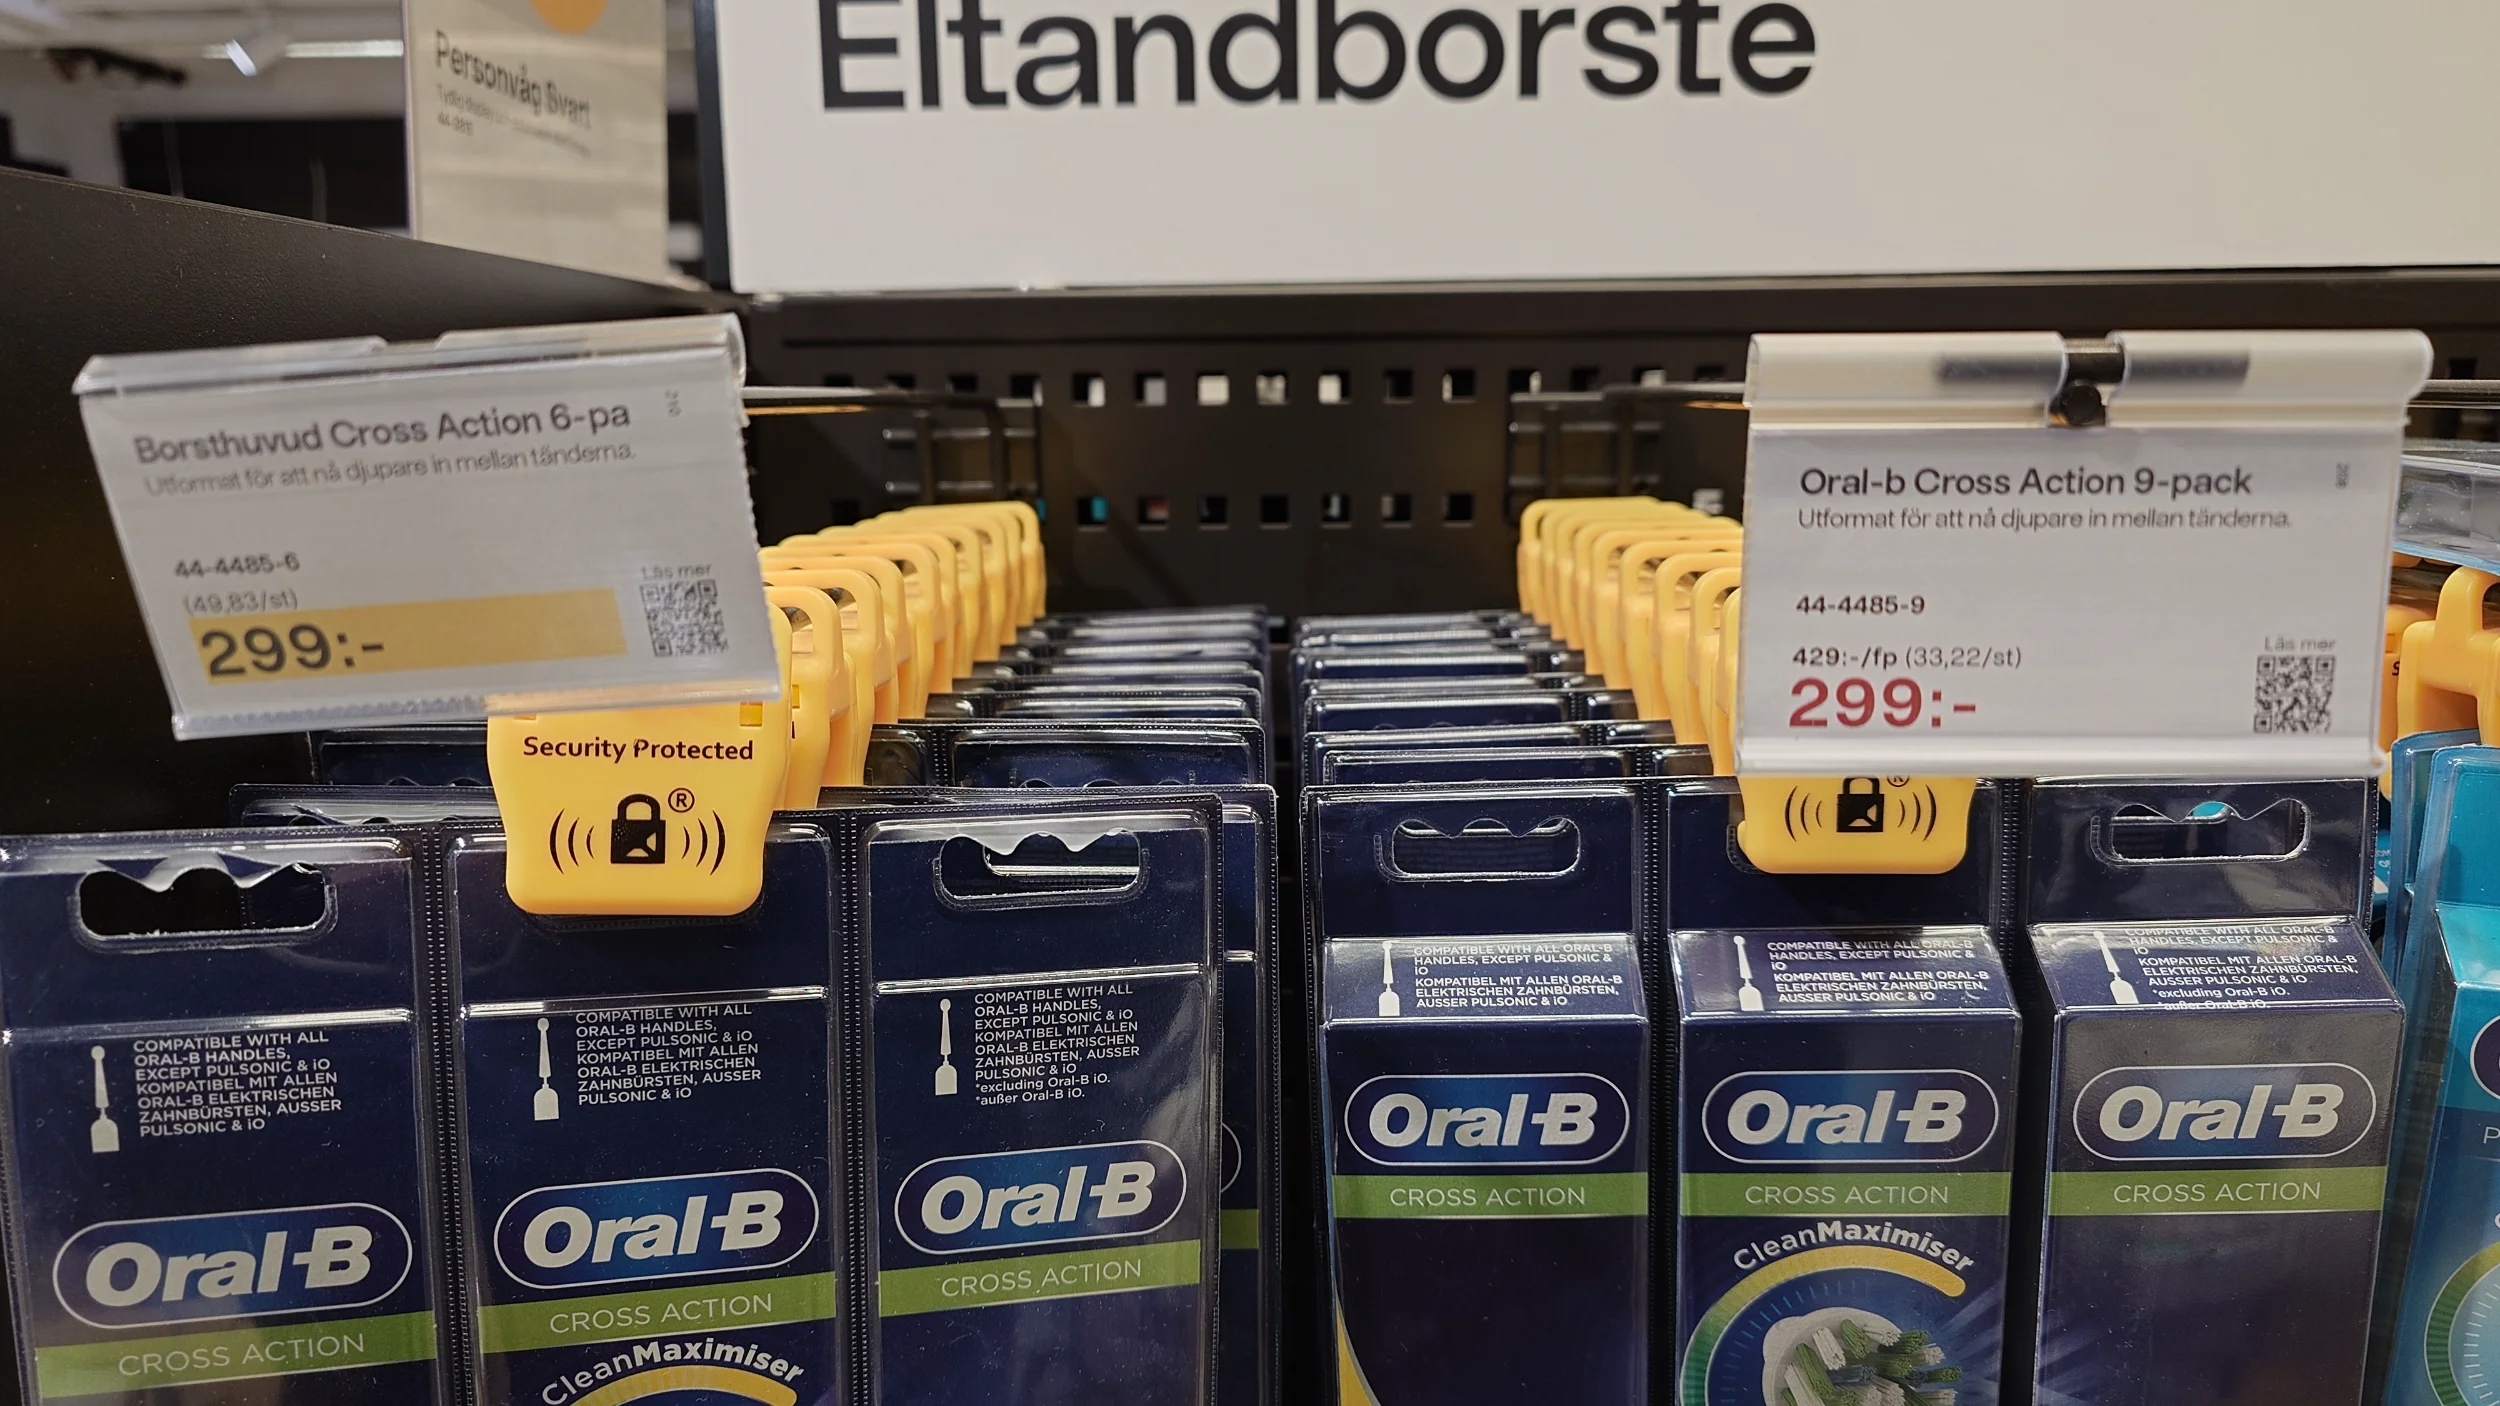 Eltandborste
Personvåg Svart
Borsthuvud Cross Action 6-pa
Utformat för att nå djupare in mellan tänderna.
44-4485-6
(49,83/st)
299:-
Läs mer
Oral-b Cross Action 9-pack
Utformat för att nå djupare in mellan tänderna.
44-4485-9
429:-/fp (33,22/st)
299:-
Läs mer
Security Protected
®
®
COMPATIBLE WITH ALL
ORAL-B HANDLES,
EXCEPT PULSONIC & iO
KOMPATIBEL MIT ALLEN
ORAL-B ELEKTRISCHEN
ZAHNBÜRSTEN, AUSSER
PULSONIC & iO
Oral-B
CROSS ACTION
COMPATIBLE WITH ALL
ORAL-B HANDLES,
EXCEPT PULSONIC & iO
KOMPATIBEL MIT ALLEN
ORAL-B ELEKTRISCHEN
ZAHNBÜRSTEN, AUSSER
PULSONIC & iO
Oral-B
CROSS ACTION
CleanMaximiser
COMPATIBLE WITH ALL
ORAL-B HANDLES,
EXCEPT PULSONIC & iO
KOMPATIBEL MIT ALLEN
ORAL-B ELEKTRISCHEN
ZAHNBÜRSTEN, AUSSER
PULSONIC & iO
*excluding Oral-B iO.
*außer Oral-B iO.
Oral-B
CROSS ACTION
COMPATIBLE WITH ALL ORAL-B
HANDLES, EXCEPT PULSONIC &
iO
KOMPATIBEL MIT ALLEN ORAL-B
ELEKTRISCHEN ZAHNBÜRSTEN,
AUSSER PULSONIC & iO
Oral-B
CROSS ACTION
COMPATIBLE WITH ALL ORAL-B
HANDLES, EXCEPT PULSONIC &
iO
KOMPATIBEL MIT ALLEN ORAL-B
ELEKTRISCHEN ZAHNBÜRSTEN,
AUSSER PULSONIC & iO
Oral-B
CROSS ACTION
CleanMaximiser
COMPATIBLE WITH ALL ORAL-B
HANDLES, EXCEPT PULSONIC &
iO
KOMPATIBEL MIT ALLEN ORAL-B
ELEKTRISCHEN ZAHNBÜRSTEN,
AUSSER PULSONIC & iO
*excluding Oral-B iO.
*außer Oral-B iO.
Oral-B
CROSS ACTION